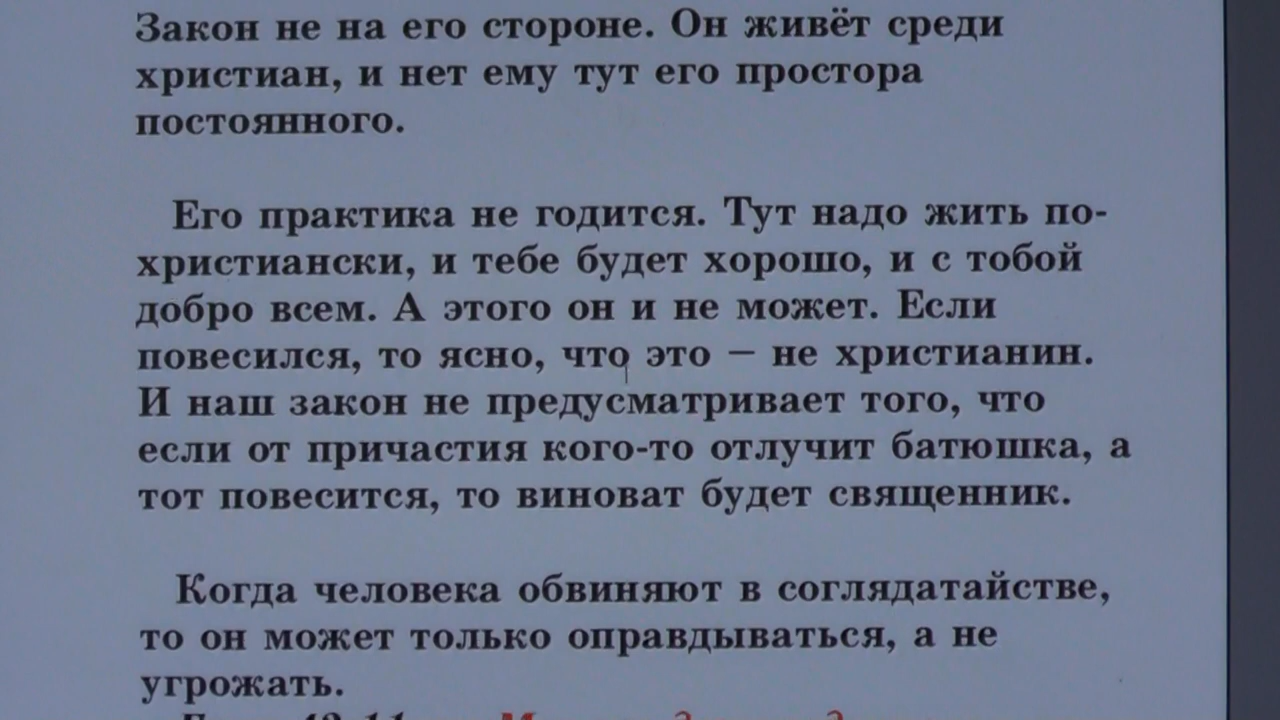 Закон не на его стороне. Он живёт среди
христиан, и нет ему тут его простора
постоянного.
Его практика не годится. Тут надо жить по-
христиански, и тебе будет хорошо, и с тобой
добро всем. А этого он и не может. Если
повесился, то ясно, что это – не христианин.
И наш закон не предусматривает того, что
если от причастия кого-то отлучит батюшка, а
тот повесится, то виноват будет священник.
Когда человека обвиняют в соглядатайстве,
то он может только оправдываться, а не
угрожать.